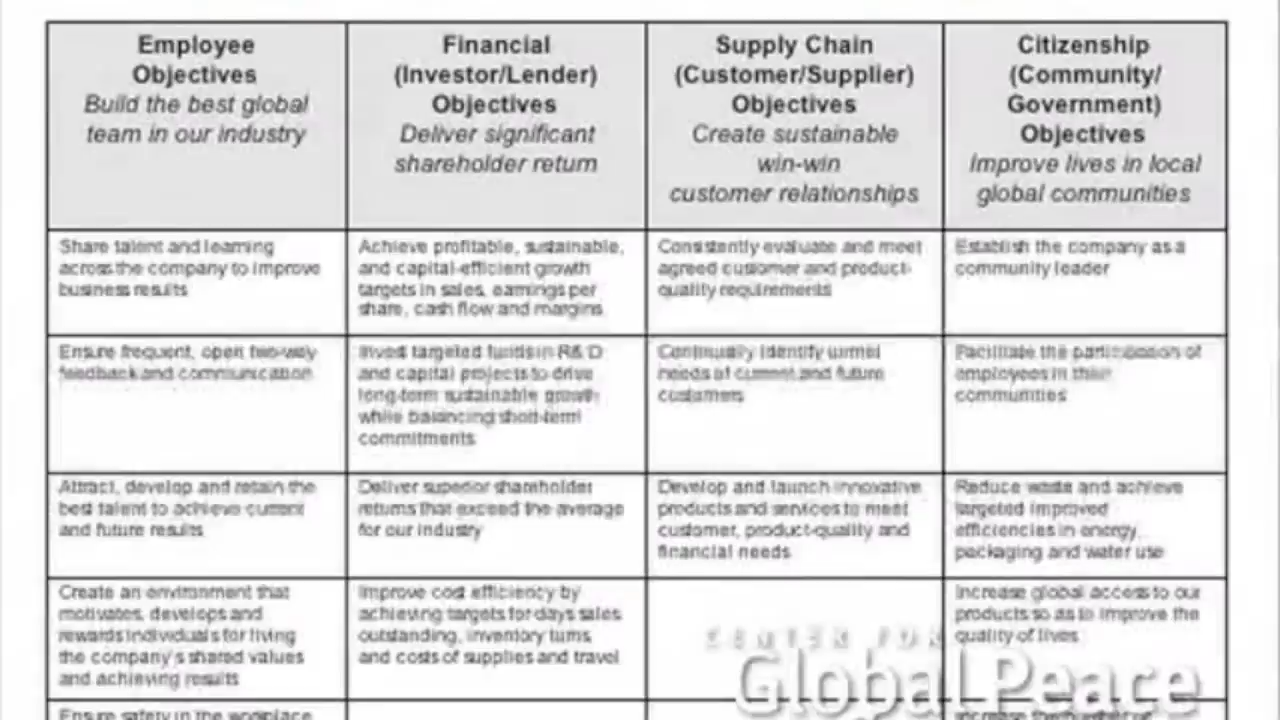 Employee
Objectives
Build the best global
team in our industry
Financial
(Investor/Lender)
Objectives
Deliver significant
shareholder return
Supply Chain
(Customer/Supplier)
Objectives
Create sustainable
win-win
customer relationships
Citizenship
(Community/
Government)
Objectives
Improve lives in local
global communities
Share talent and learning
across the company to improve
business results
Achieve profitable, sustainable,
and capital-efficient growth
targets in sales, earnings per
share, cash flow and margins
Consistently evaluate and meet
agreed customer and product-
quality requirements
Establish the company as a
community leader
Ensure frequent, open two-way
feedback and communication
Invest targeted funds in R&D
and capital projects to drive
long-term sustainable growth
while balancing short-term
commitments
Continually identify unmet
needs of current and future
customers
Facilitate the participation of
employees in their
communities
Attract, develop and retain the
best talent to achieve current
and future results
Deliver superior shareholder
returns that exceed the average
for our industry
Develop and launch innovative
products and services to meet
customer, product-quality and
financial needs
Reduce waste and achieve
targeted improved
efficiencies in energy,
packaging and water use
Create an environment that
motivates, develops and
rewards individuals for living
the company's shared values
and achieving results
Improve cost efficiency by
achieving targets for days sales
outstanding, inventory turns
and costs of supplies and travel
Increase global access to our
products so as to improve the
quality of lives
CENTER FOR
Global Peace
Ensure safety in the workplace
increase the number of